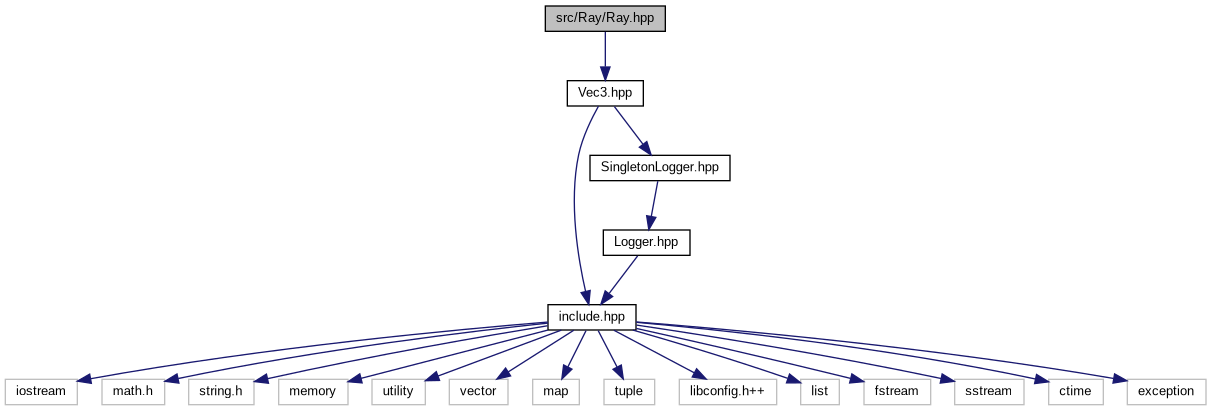 src/Ray/Ray.hpp
Vec3.hpp
SingletonLogger.hpp
Logger.hpp
include.hpp
iostream
math.h
string.h
memory
utility
vector
map
tuple
libconfig.h++
list
fstream
sstream
ctime
exception